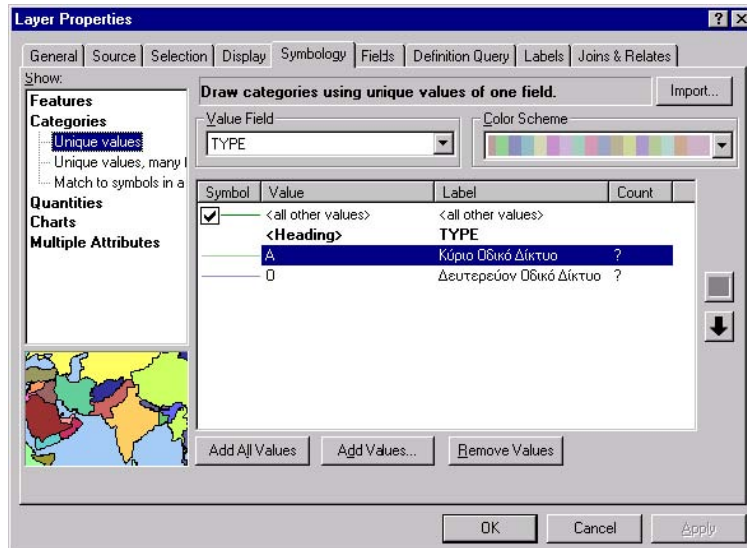 Layer Properties
General Source Selection Display Symbology Fields Definition Query Labels Joins & Relates
Show:
Features
Categories
Unique values
Unique values, many
Match to symbols in a
Quantities
Charts
Multiple Attributes
Draw categories using unique values of one field.
Import...
Value Field
TYPE
Color Scheme
Symbol Value Label Count
<all other values> <all other values>
<Heading> TYPE
A Κύριο Οδικό Δίκτυο ?
O Δευτερεύον Οδικό Δίκτυο ?
Add All Values
Add Values...
Remove Values
OK
Cancel
Apply